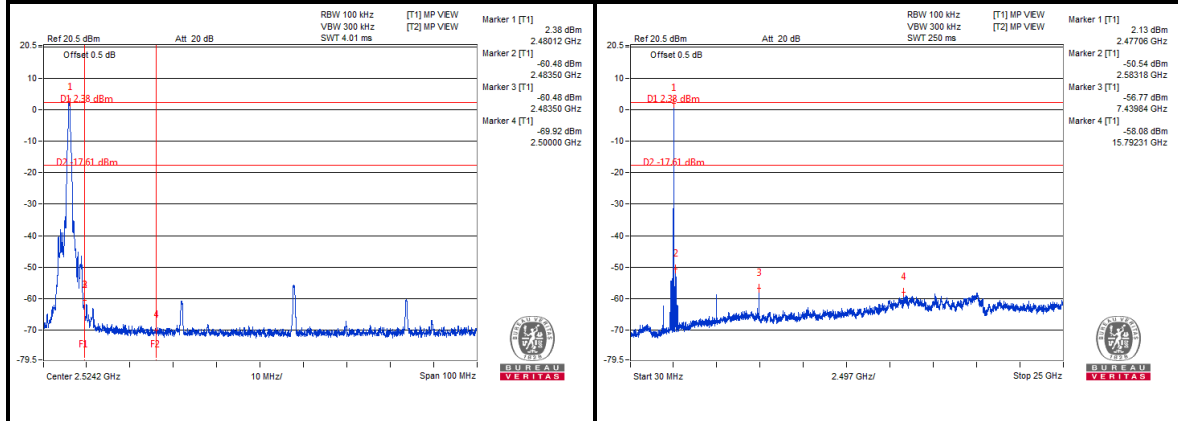 RBW 100 kHz [T1] MP VIEW
VBW 300 kHz [T2] MP VIEW
Ref 20.5 dBm Att 20 dB SWT 4.01 ms
20.5
Offset 0.5 dB
10
0
-10
-20
-30
-40
-50
-60
-70
-79.5
1
D1 2.38 dBm
D2 -17.61 dBm
4
F1
F2
Center 2.5242 GHz 10 MHz/ Span 100 MHz
Marker 1 [T1]
2.38 dBm
2.48012 GHz
Marker 2 [T1]
-60.48 dBm
2.48350 GHz
Marker 3 [T1]
-60.48 dBm
2.48350 GHz
Marker 4 [T1]
-69.92 dBm
2.50000 GHz
BUREAU VERITAS
1828
BUREAU
VERITAS
RBW 100 kHz [T1] MP VIEW
VBW 300 kHz [T2] MP VIEW
Ref 20.5 dBm Att 20 dB SWT 250 ms
20.5
Offset 0.5 dB
10
0
-10
-20
-30
-40
-50
-60
-70
-79.5
1
D1 2.38 dBm
D2 -17.61 dBm
2
3
4
Start 30 MHz 2.497 GHz/ Stop 25 GHz
Marker 1 [T1]
2.13 dBm
2.47706 GHz
Marker 2 [T1]
-50.54 dBm
2.58318 GHz
Marker 3 [T1]
-56.77 dBm
7.43984 GHz
Marker 4 [T1]
-58.08 dBm
15.79231 GHz
BUREAU VERITAS
1828
BUREAU
VERITAS